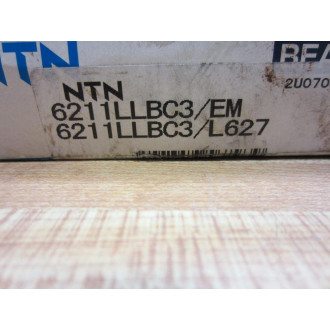 NTN
BEA
2U070
NTN
6211LLBC3/EM
6211LLBC3/L627